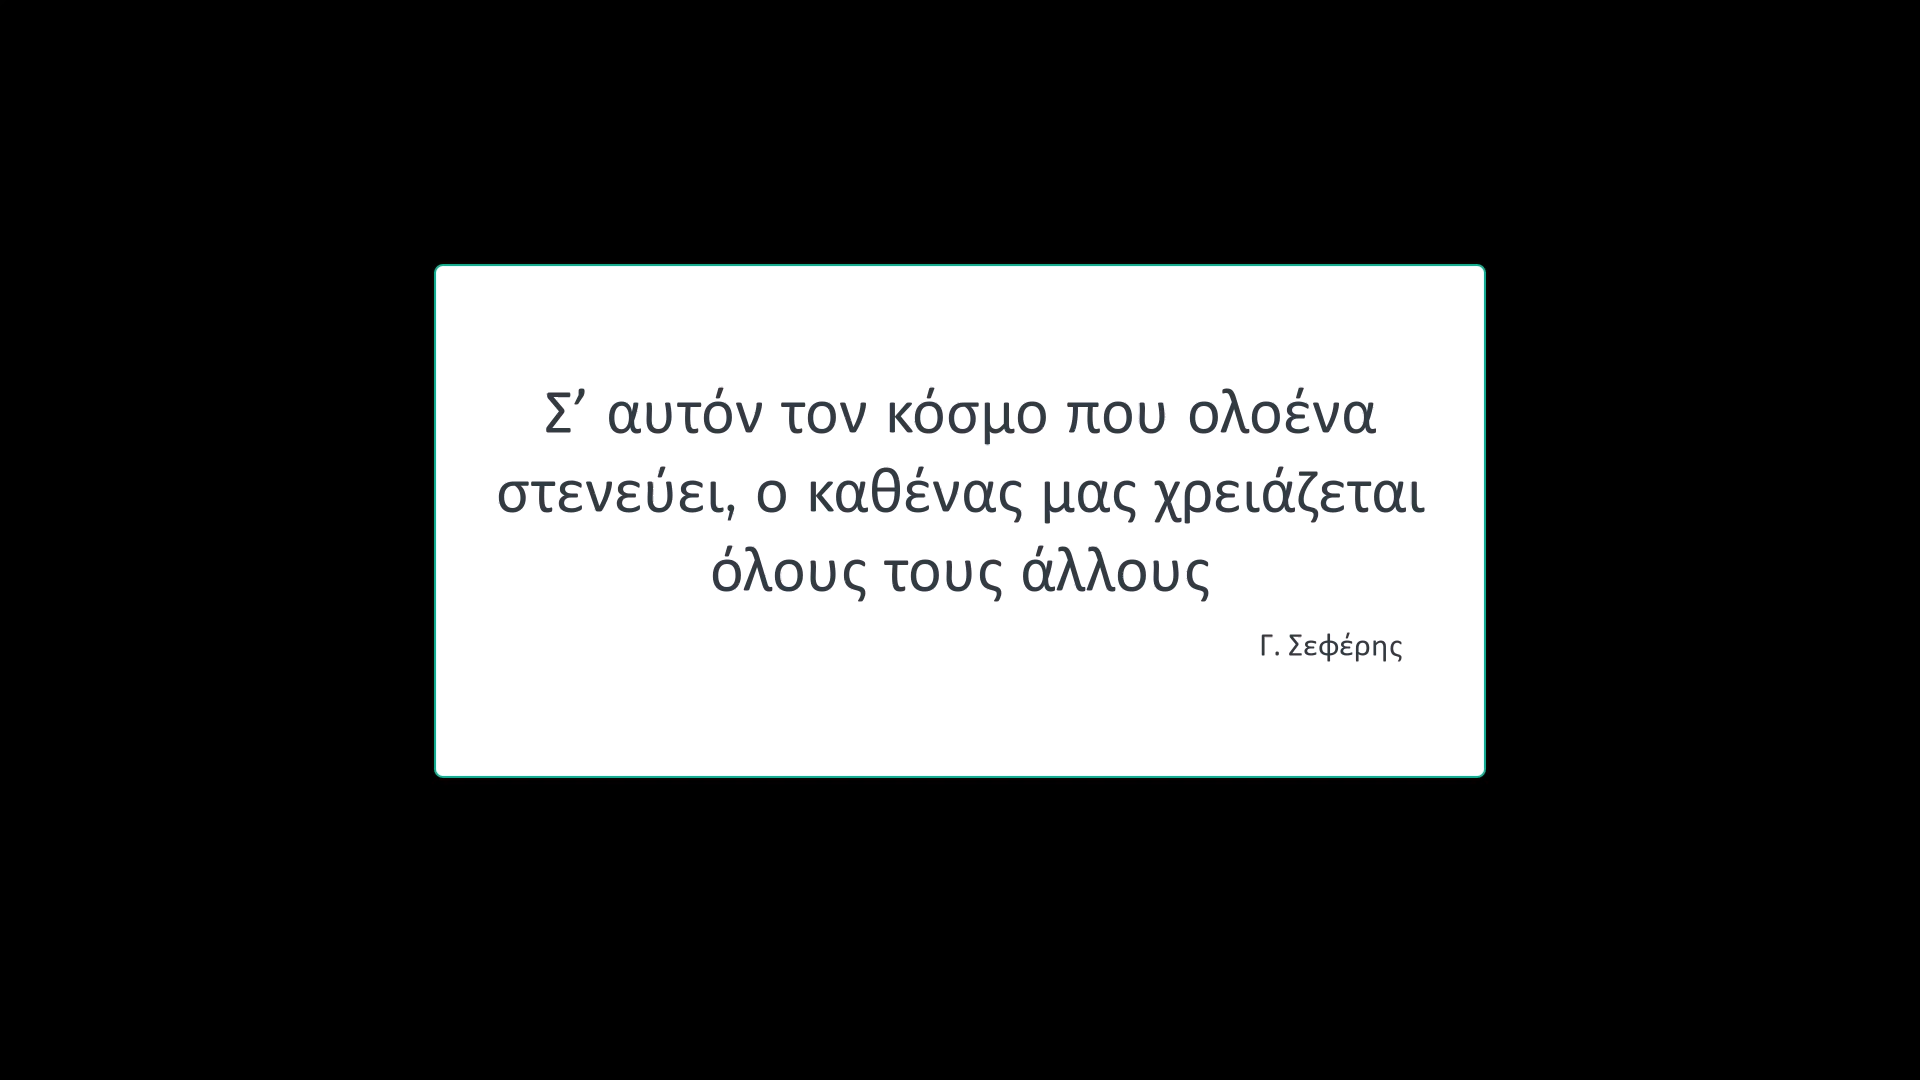 Σ’ αυτόν τον κόσμο που ολοένα
στενεύει, ο καθένας μας χρειάζεται
όλους τους άλλους
Γ. Σεφέρης